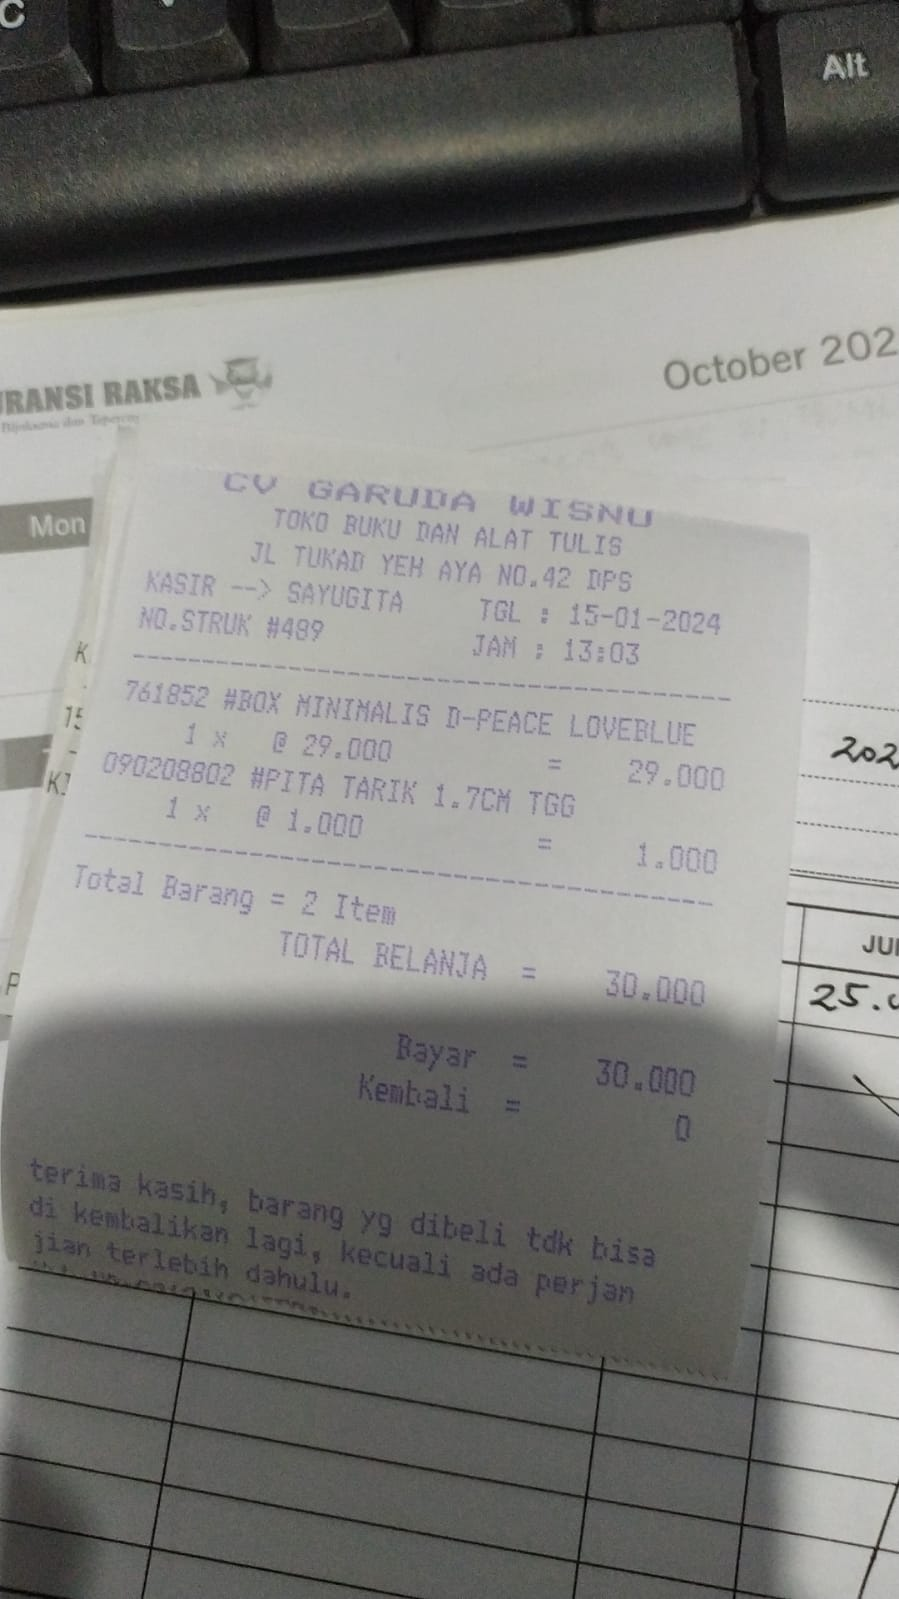 C
Alt
RANSI RAKSA
October 202
Mon
CV GARUDA WISNU
TOKO BUKU DAN ALAT TULIS
JL TUKAD YEH AYA NO.42 DPS
KASIR --> SAYUGITA TGL : 15-01-2024
NO.STRUK #489 JAM : 13:03
761852 #BOX MINIMALIS D-PEACE LOVEBLUE
1 x @ 29.000 = 29.000
090208802 #PITA TARIK 1.7CM TGG
1 x @ 1.000 = 1.000
Total Barang = 2 Item
TOTAL BELANJA = 30.000
Bayar = 30.000
Kembali = 0
terima kasih, barang yg dibeli tdk bisa
di kembalikan lagi, kecuali ada perjan
jian terlebih dahulu.
202
JU
25.